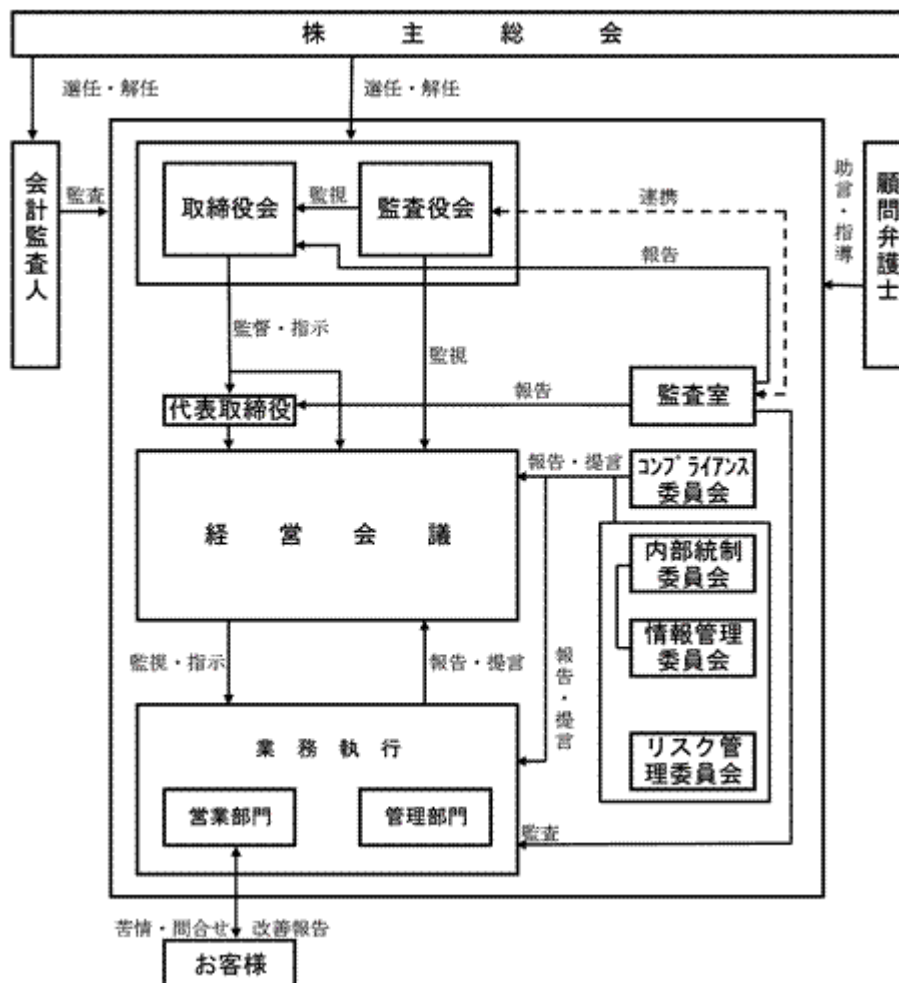 株主総会
選任・解任
選任・解任
会計監査人
監査
取締役会
監視
監査役会
連携
報告
助言・指導
顧問弁護士
監督・指示
監視
代表取締役
報告
監査室
経営会議
報告・提言
コンプライアンス
委員会
内部統制
委員会
情報管理
委員会
リスク管
理委員会
監視・指示
報告・提言
報告・提言
業務執行
営業部門
管理部門
監査
苦情・問合せ
改善報告
お客様